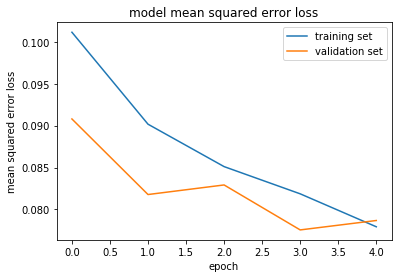 model mean squared error loss
training set
validation set
mean squared error loss
0.100
0.095
0.090
0.085
0.080
0.0 0.5 1.0 1.5 2.0 2.5 3.0 3.5 4.0
epoch